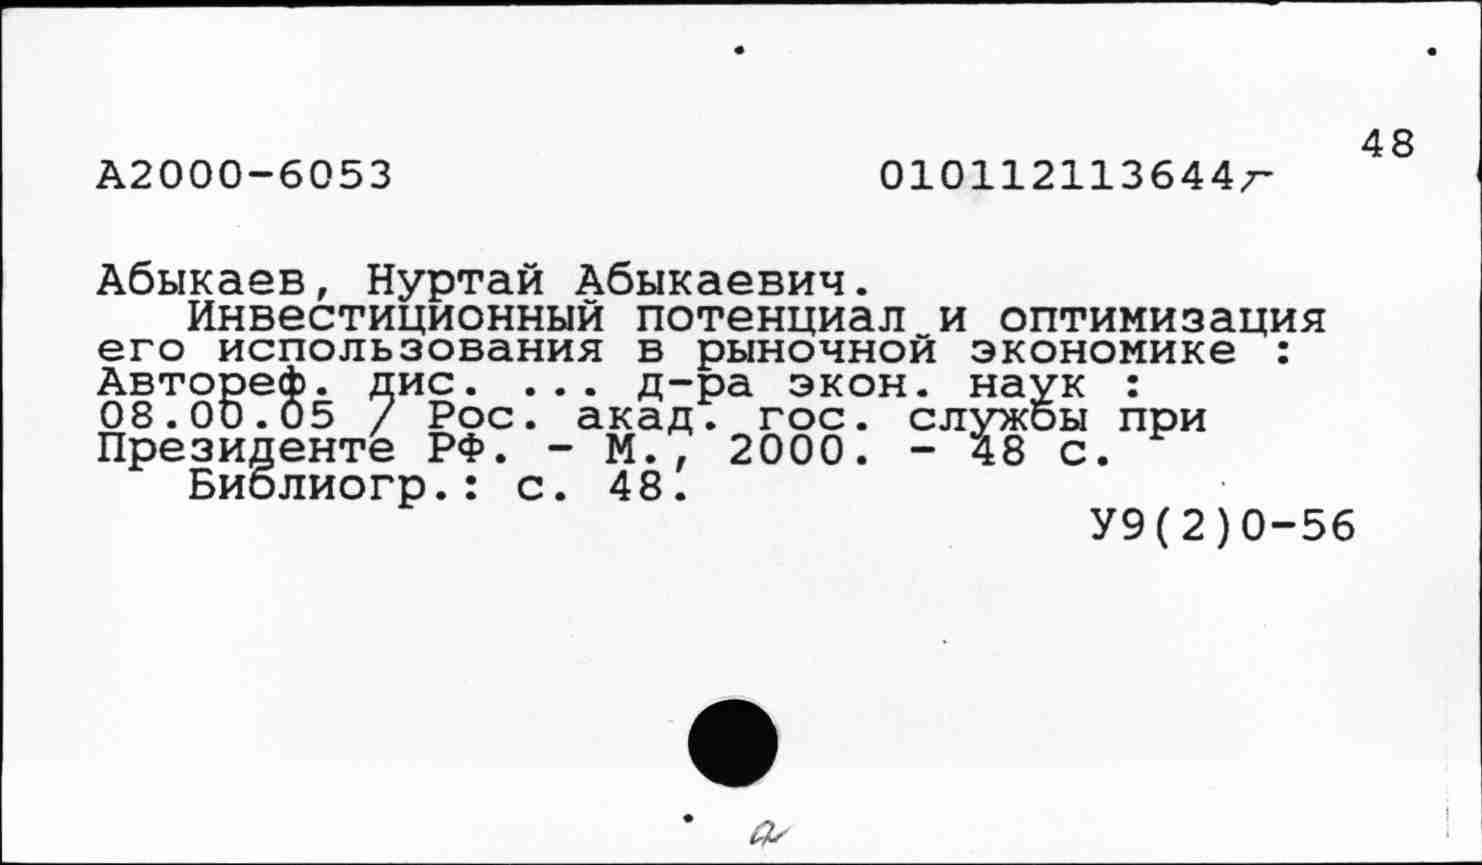 48
А2000-6053 010112113644г
Абыкаев, Нуртай Абыкаевич.
Инвестиционный потенциал и оптимизация
его использования в рыночной экономике :
Автореф. дис. ... д-ра экон. наук :
08.00.05 / Рос. акад. гос. службы при
Президенте РФ. - М., 2000. - 48 с.
Библиогр.: с. 48.
У9(2)0-56